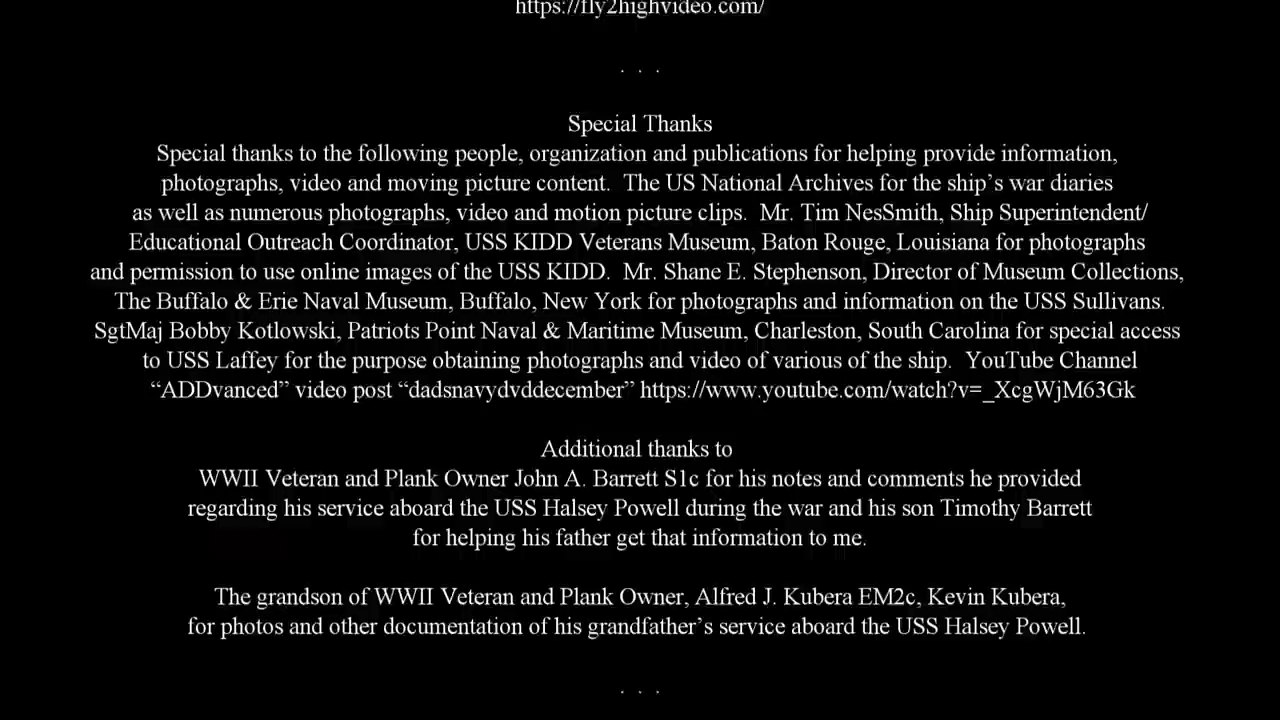 https://fly2highvideo.com/
. . .
Special Thanks
Special thanks to the following people, organization and publications for helping provide information,
photographs, video and moving picture content.  The US National Archives for the ship’s war diaries
as well as numerous photographs, video and motion picture clips.  Mr. Tim NesSmith, Ship Superintendent/
Educational Outreach Coordinator, USS KIDD Veterans Museum, Baton Rouge, Louisiana for photographs
and permission to use online images of the USS KIDD.  Mr. Shane E. Stephenson, Director of Museum Collections,
The Buffalo & Erie Naval Museum, Buffalo, New York for photographs and information on the USS Sullivans.
SgtMaj Bobby Kotlowski, Patriots Point Naval & Maritime Museum, Charleston, South Carolina for special access
to USS Laffey for the purpose obtaining photographs and video of various of the ship.  YouTube Channel
“ADDvanced” video post “dadsnavydvddecember” https://www.youtube.com/watch?v=_XcgWjM63Gk
Additional thanks to
WWII Veteran and Plank Owner John A. Barrett S1c for his notes and comments he provided
regarding his service aboard the USS Halsey Powell during the war and his son Timothy Barrett
for helping his father get that information to me.
The grandson of WWII Veteran and Plank Owner, Alfred J. Kubera EM2c, Kevin Kubera,
for photos and other documentation of his grandfather’s service aboard the USS Halsey Powell.
. . .